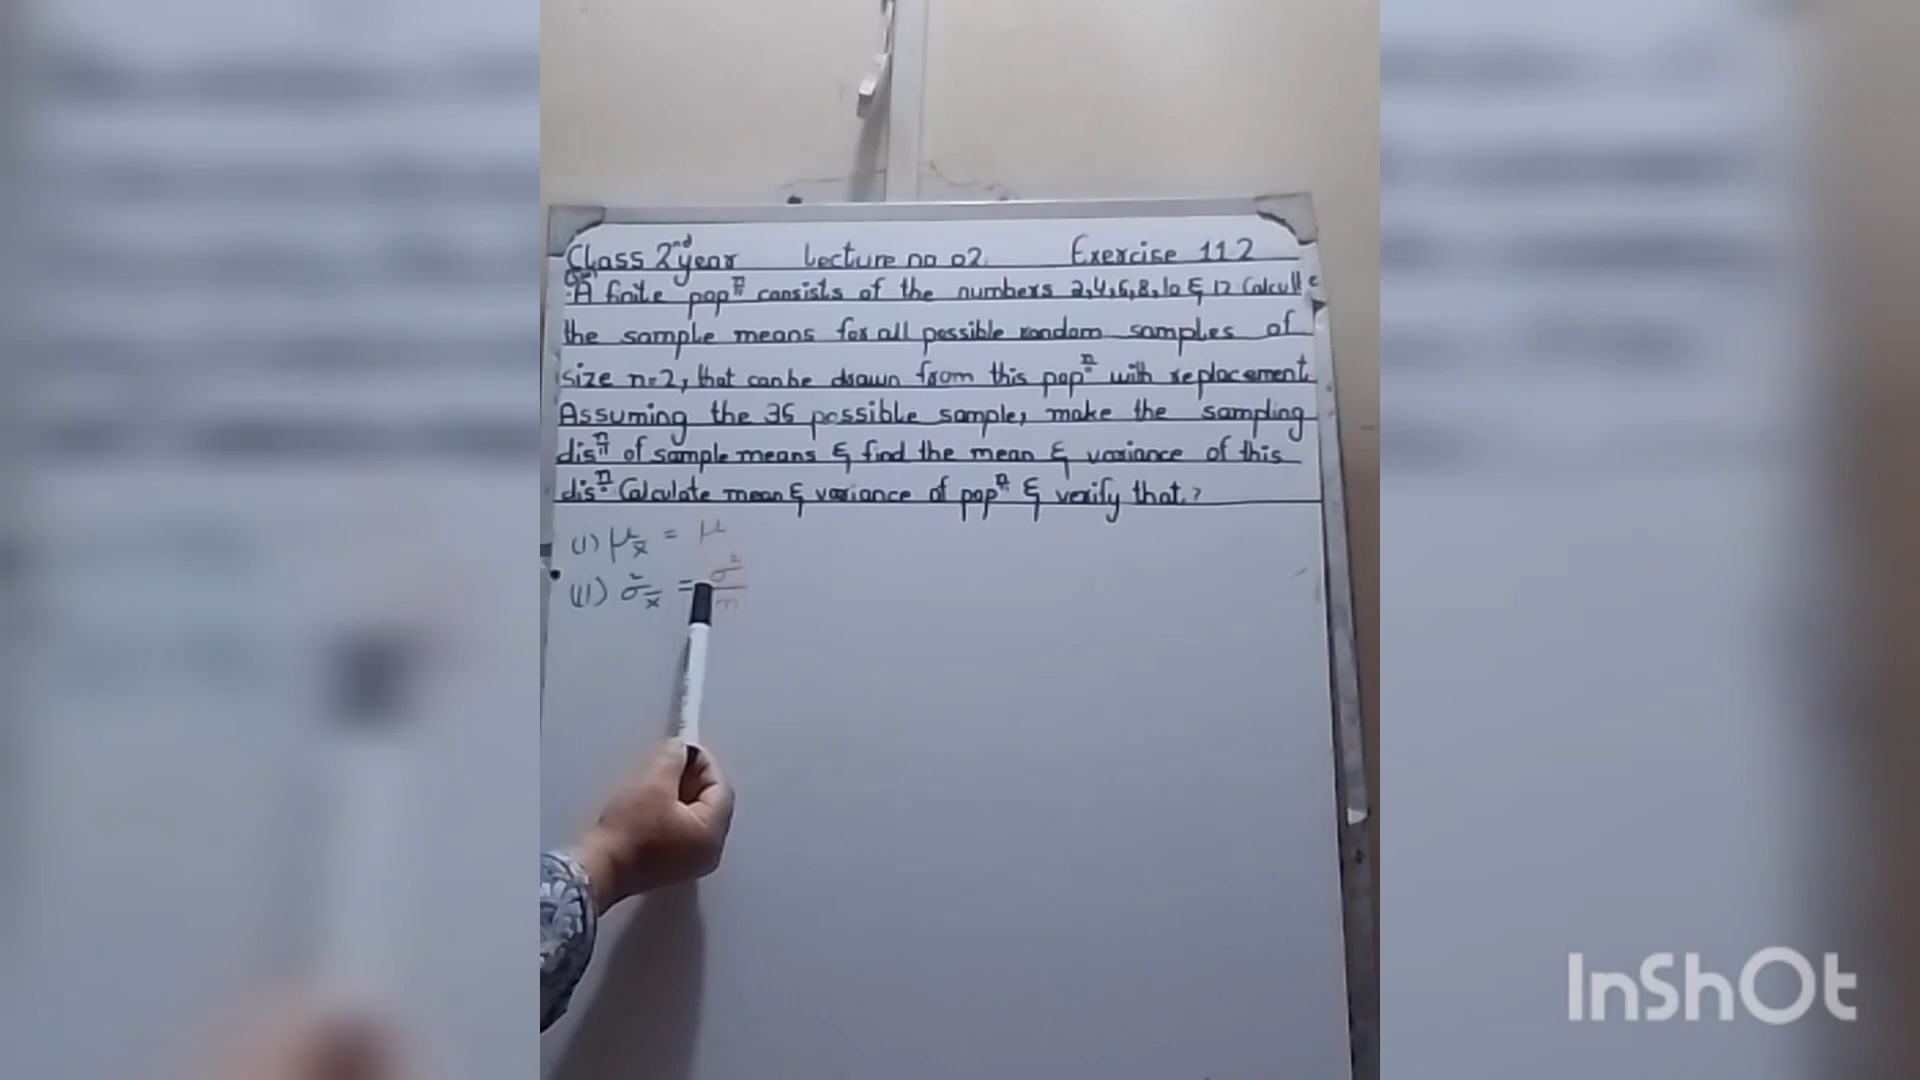 Class 2nd year Lecture no 02. Exercise 11.2
A finite popⁿ consists of the numbers 2,4,6,8,10 & 12 Calculte
the sample means for all possible random samples of
size n=2, that can be drawn from this popⁿ with replacement
Assuming the 36 possible sample, make the sampling
disⁿ of sample means & find the mean & variance of this
disⁿ Calculate mean & variance of popⁿ & verify that.?
(I) μx̄ = μ
(II) σ²x̄ = σ²/n
InShOt